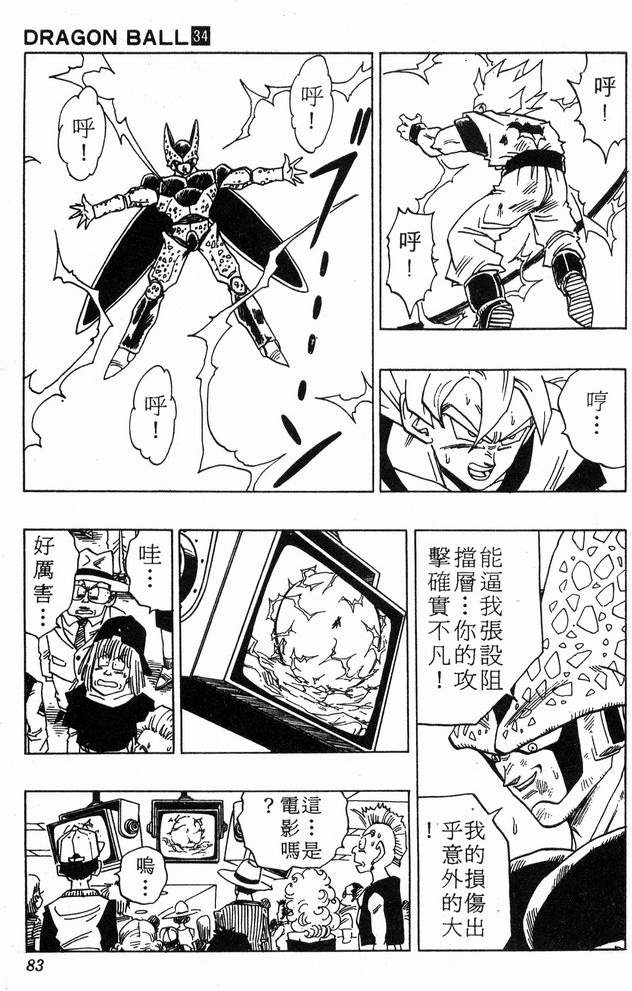 DRAGON BALL 34
呼！
呼！
哼…
呼！
呼！
呼！
能逼我張設阻
擋層…你的攻
擊確實不凡！
我的損傷出
乎意外的大
！
哇…
好厲害…
這…是
電影嗎
？
嗚…
83